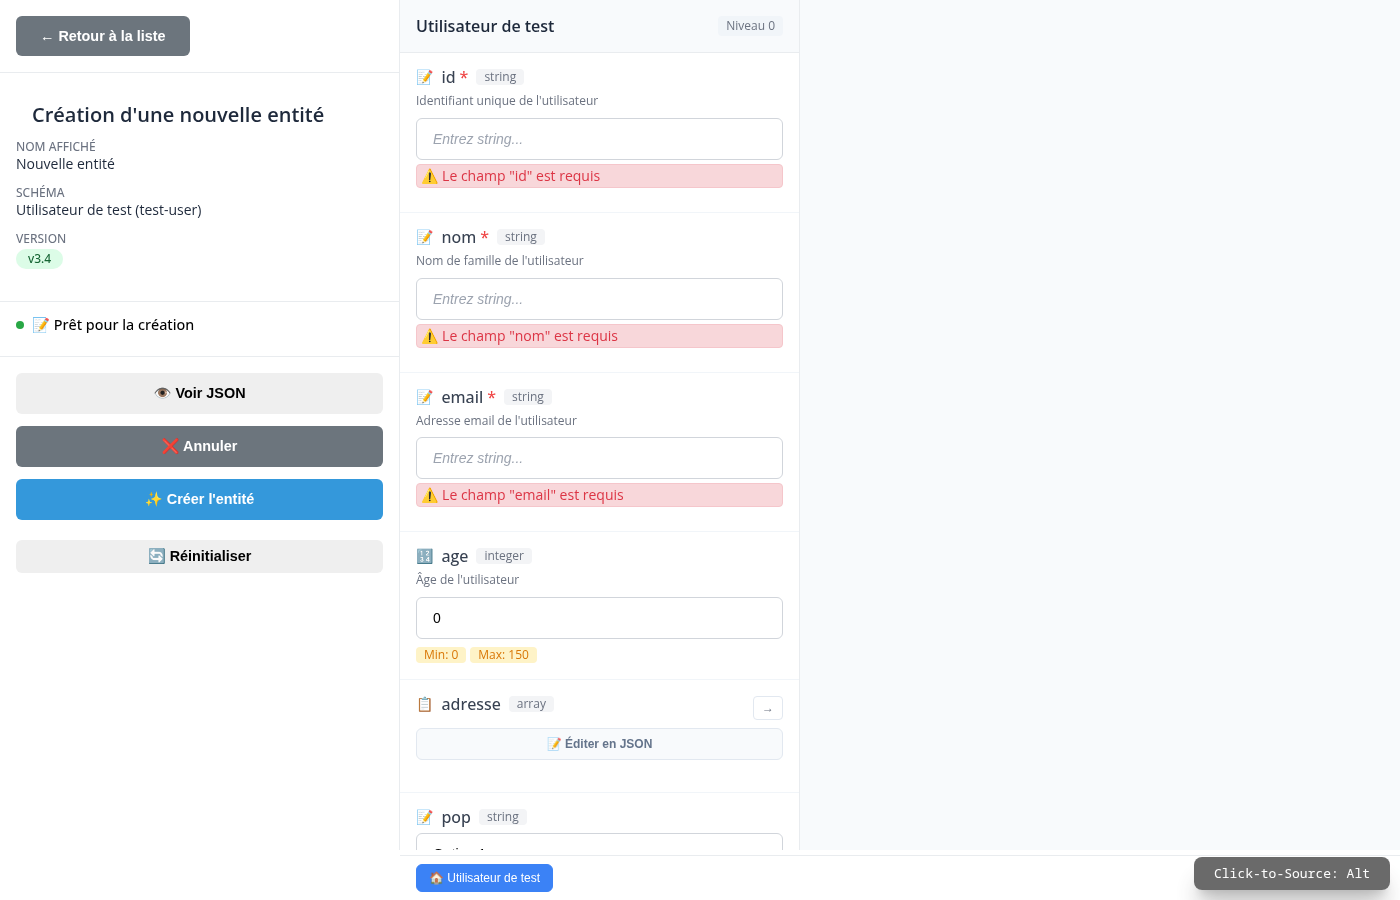 ← Retour à la liste
Création d'une nouvelle entité
NOM AFFICHÉ
Nouvelle entité
SCHÉMA
Utilisateur de test (test-user)
VERSION
v3.4
Prêt pour la création
Voir JSON
Annuler
Créer l'entité
Réinitialiser
Utilisateur de test Niveau 0
id * string
Identifiant unique de l'utilisateur
Entrez string...
Le champ "id" est requis
nom * string
Nom de famille de l'utilisateur
Entrez string...
Le champ "nom" est requis
email * string
Adresse email de l'utilisateur
Entrez string...
Le champ "email" est requis
age integer
Âge de l'utilisateur
0
Min: 0 Max: 150
adresse array →
Éditer en JSON
pop string
Utilisateur de test
Click-to-Source: Alt